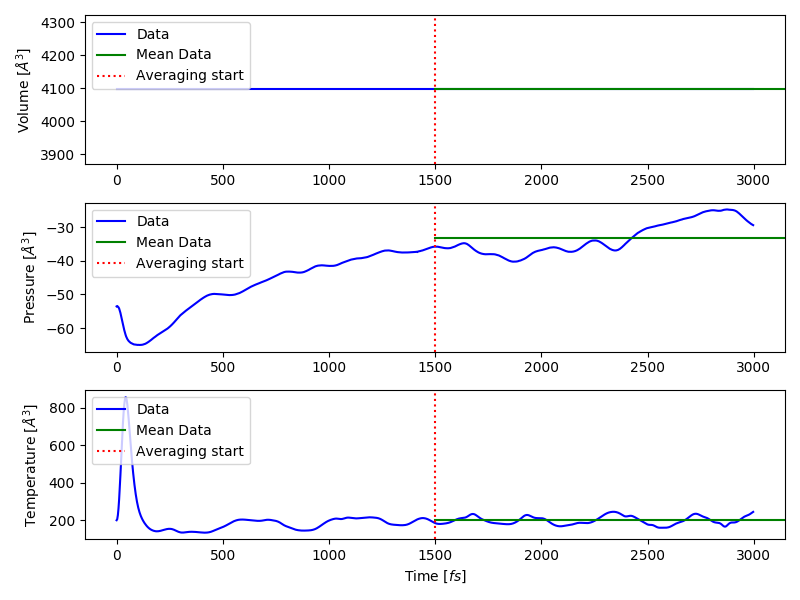 4300
4200
4100
4000
3900
Volume [Å³]
Data
Mean Data
Averaging start
0 500 1000 1500 2000 2500 3000
−30
−40
−50
−60
Pressure [Å³]
Data
Mean Data
Averaging start
0 500 1000 1500 2000 2500 3000
800
600
400
200
Temperature [Å³]
Data
Mean Data
Averaging start
0 500 1000 1500 2000 2500 3000
Time [fs]